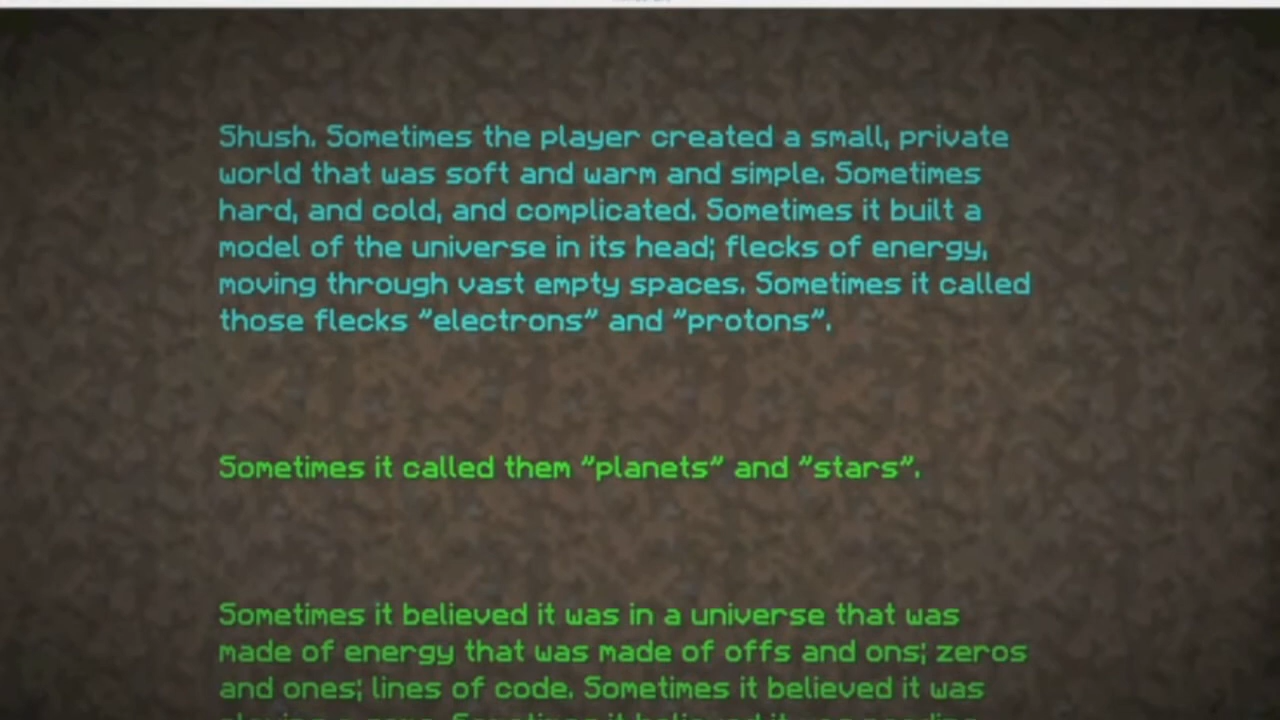 Shush. Sometimes the player created a small, private
world that was soft and warm and simple. Sometimes
hard, and cold, and complicated. Sometimes it built a
model of the universe in its head; flecks of energy,
moving through vast empty spaces. Sometimes it called
those flecks "electrons" and "protons".
Sometimes it called them "planets" and "stars".
Sometimes it believed it was in a universe that was
made of energy that was made of offs and ons; zeros
and ones; lines of code. Sometimes it believed it was